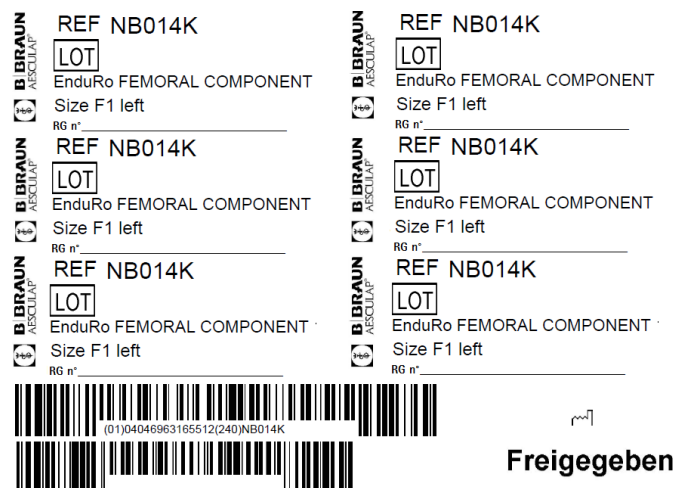 B BRAUN
AESCULAP®
REF NB014K
LOT
EnduRo FEMORAL COMPONENT
Size F1 left
RG n°
B BRAUN
AESCULAP®
REF NB014K
LOT
EnduRo FEMORAL COMPONENT
Size F1 left
RG n°
B BRAUN
AESCULAP®
REF NB014K
LOT
EnduRo FEMORAL COMPONENT
Size F1 left
RG n°
B BRAUN
AESCULAP®
REF NB014K
LOT
EnduRo FEMORAL COMPONENT
Size F1 left
RG n°
B BRAUN
AESCULAP®
REF NB014K
LOT
EnduRo FEMORAL COMPONENT
Size F1 left
RG n°
B BRAUN
AESCULAP®
REF NB014K
LOT
EnduRo FEMORAL COMPONENT
Size F1 left
RG n°
(01)04046963165512(240)NB014K
Freigegeben